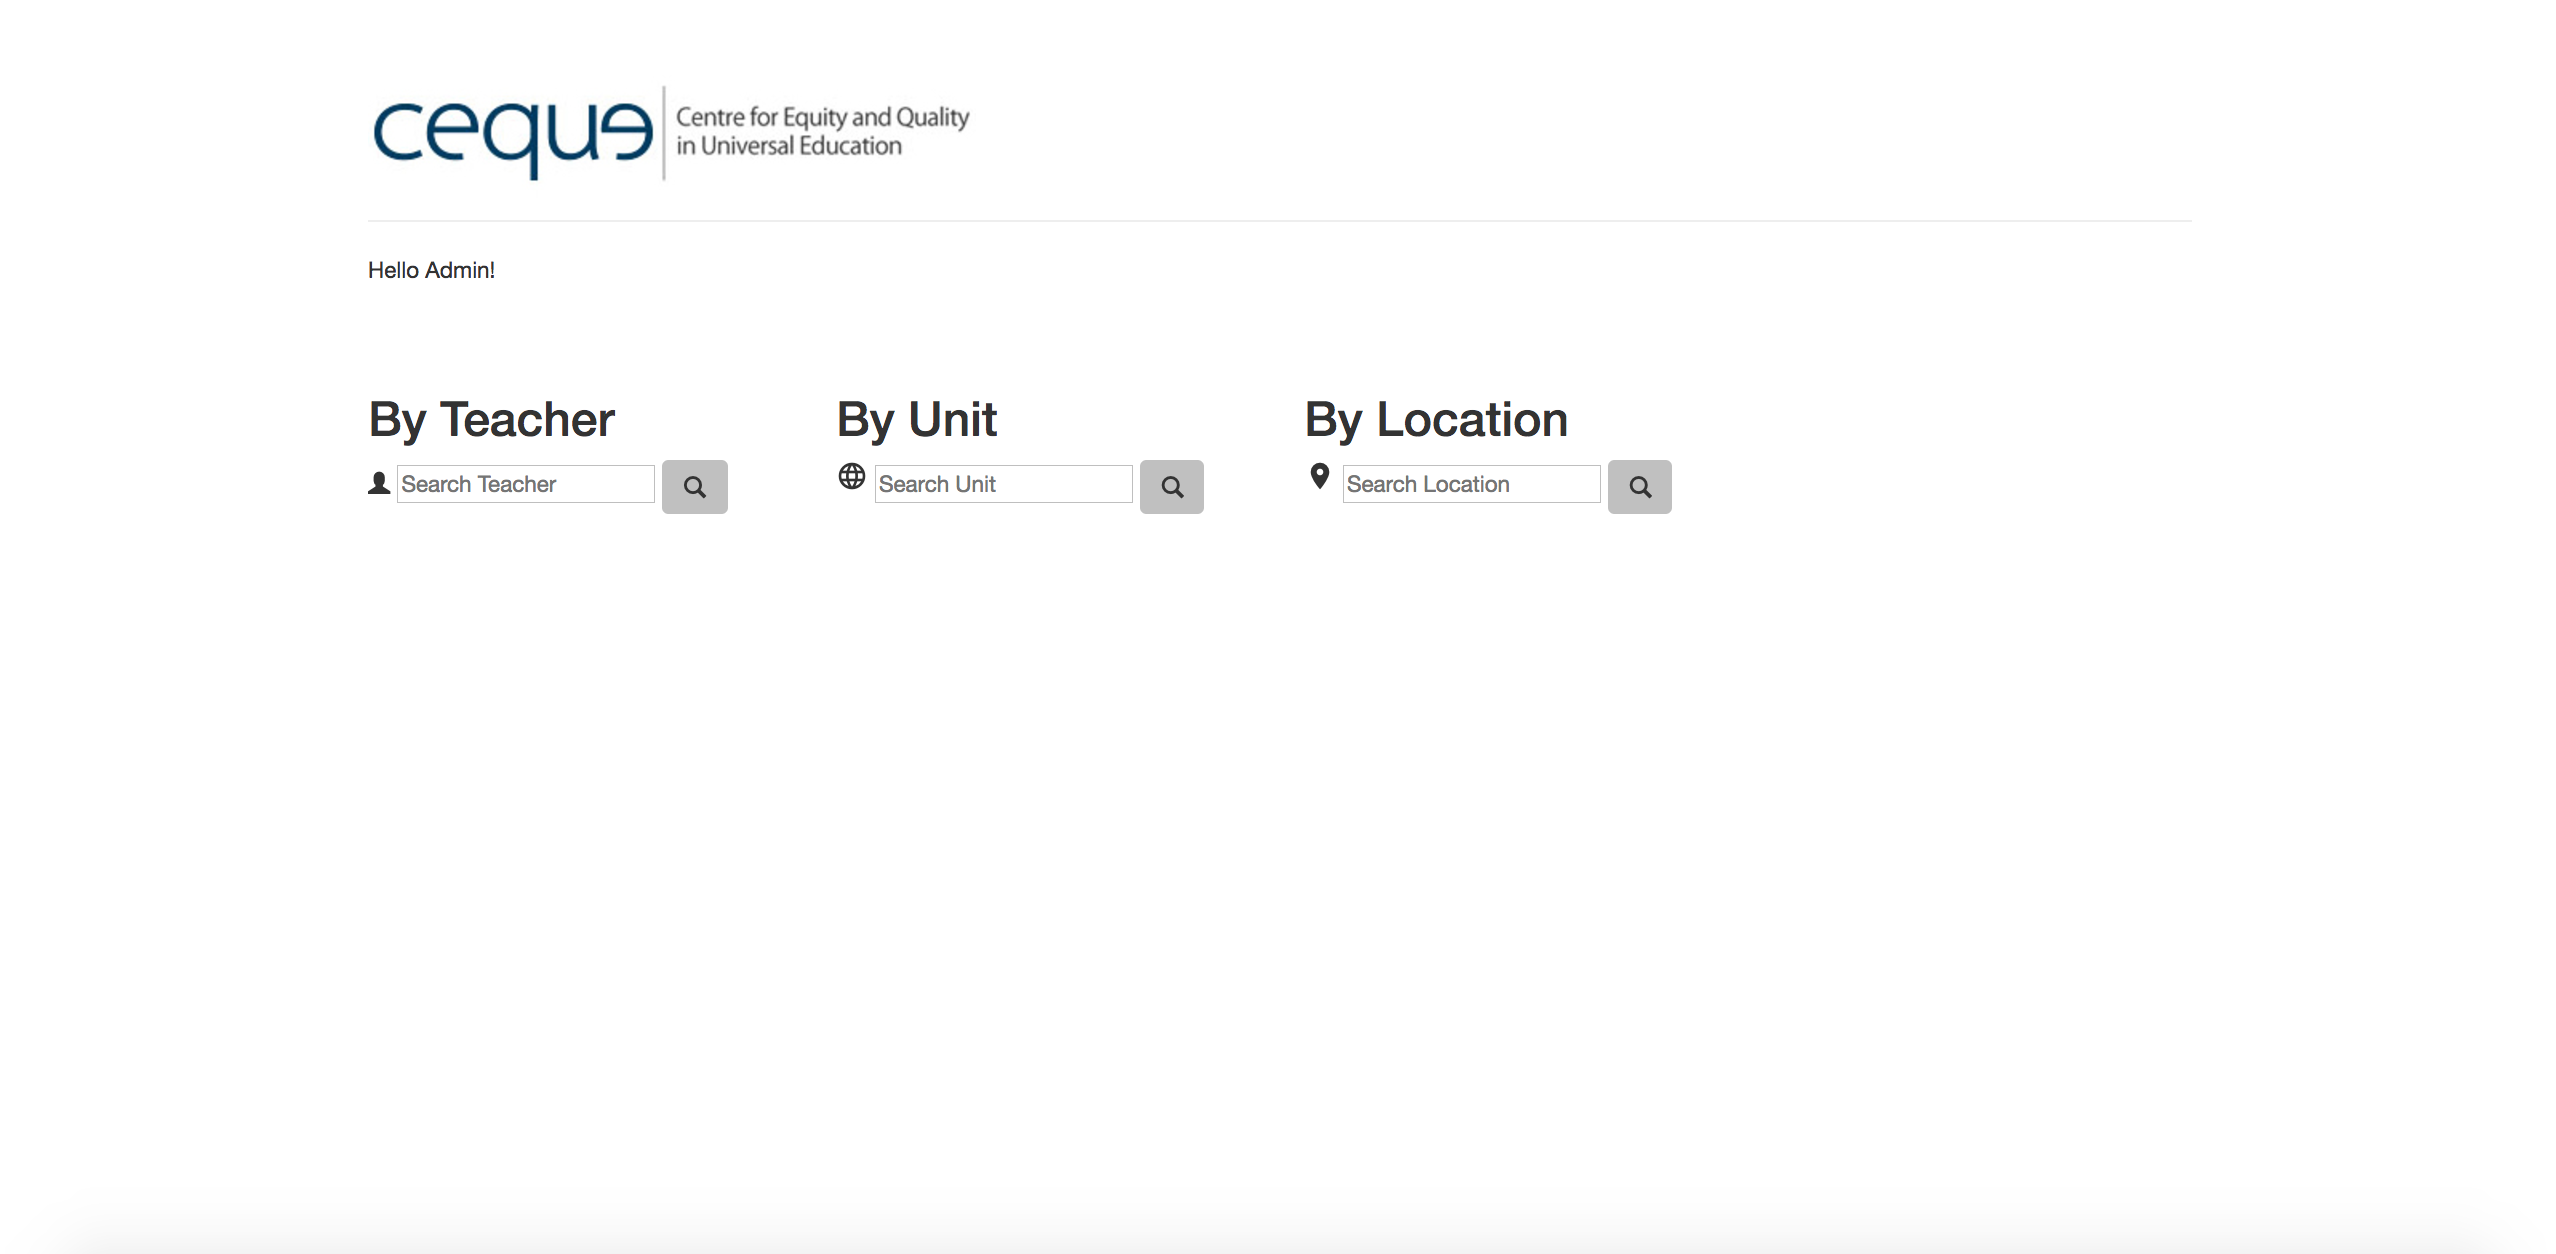 ceque
Centre for Equity and Quality
in Universal Education
Hello Admin!
By Teacher
Search Teacher
By Unit
Search Unit
By Location
Search Location